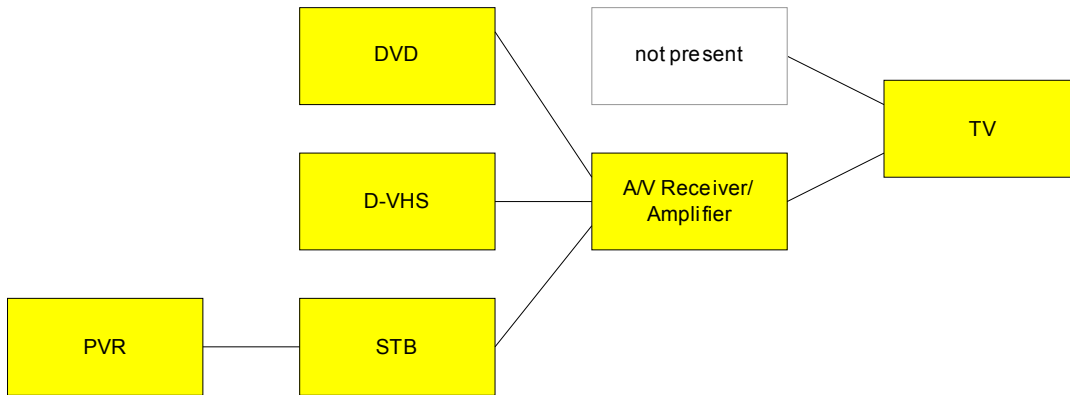 DVD
not present
TV
D-VHS
A/V Receiver/
Amplifier
PVR
STB